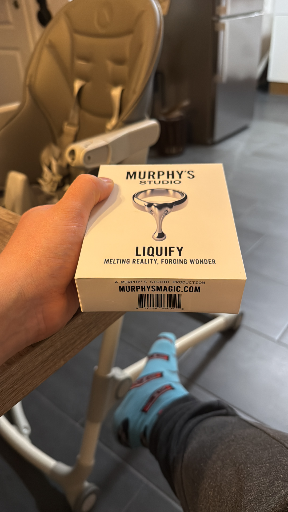 MURPHY'S
STUDIO
LIQUIFY
MELTING REALITY, FORGING WONDER
MURPHYSMAGIC.COM